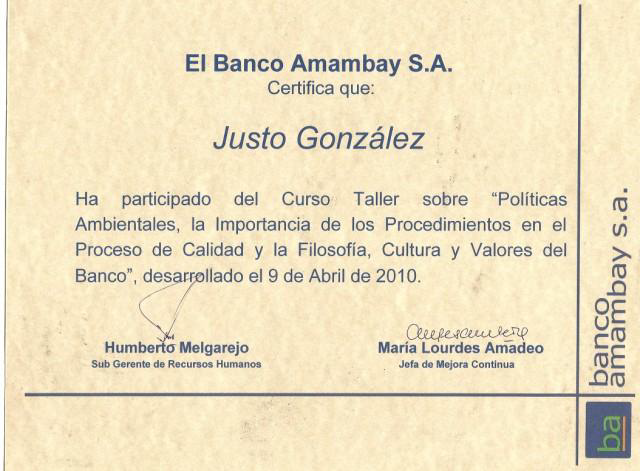 El Banco Amambay S.A.
Certifica que:
Justo González
Ha participado del Curso Taller sobre “Políticas
Ambientales, la Importancia de los Procedimientos en el
Proceso de Calidad y la Filosofía, Cultura y Valores del
Banco”, desarrollado el 9 de Abril de 2010.
Humberto Melgarejo
Sub Gerente de Recursos Humanos
María Lourdes Amadeo
Jefa de Mejora Continua
banco
amambay s.a.
ba